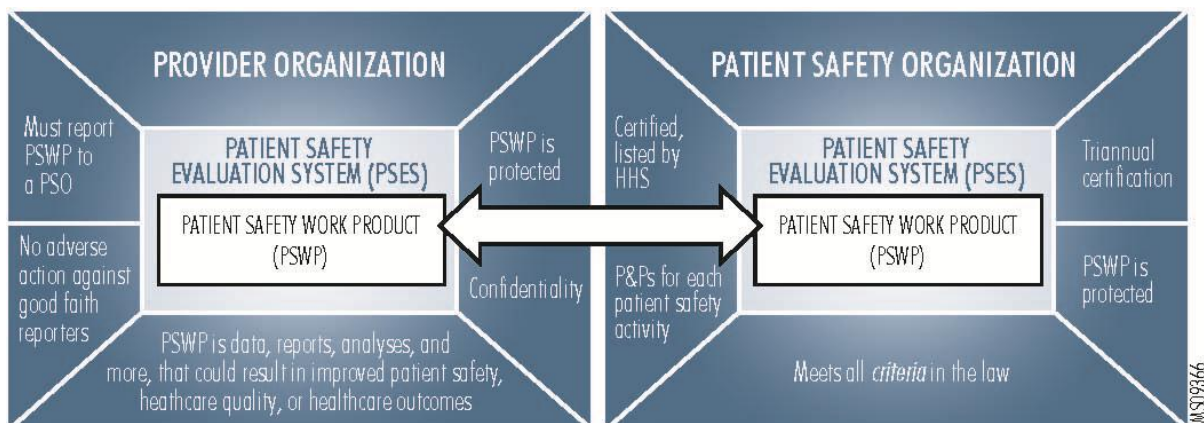 PROVIDER ORGANIZATION
Must report
PSWP to
a PSO
No adverse
action against
good faith
reporters
PATIENT SAFETY
EVALUATION SYSTEM (PSES)
PATIENT SAFETY WORK PRODUCT
(PSWP)
PSWP is
protected
Confidentiality
PSWP is data, reports, analyses, and
more, that could result in improved patient safety,
heathcare quality, or healthcare outcomes
PATIENT SAFETY ORGANIZATION
Certified,
listed by
HHS
P&Ps for each
patient safety
activity
PATIENT SAFETY
EVALUATION SYSTEM (PSES)
PATIENT SAFETY WORK PRODUCT
(PSWP)
Triannual
certification
PSWP is
protected
Meets all criteria in the law
MS09366